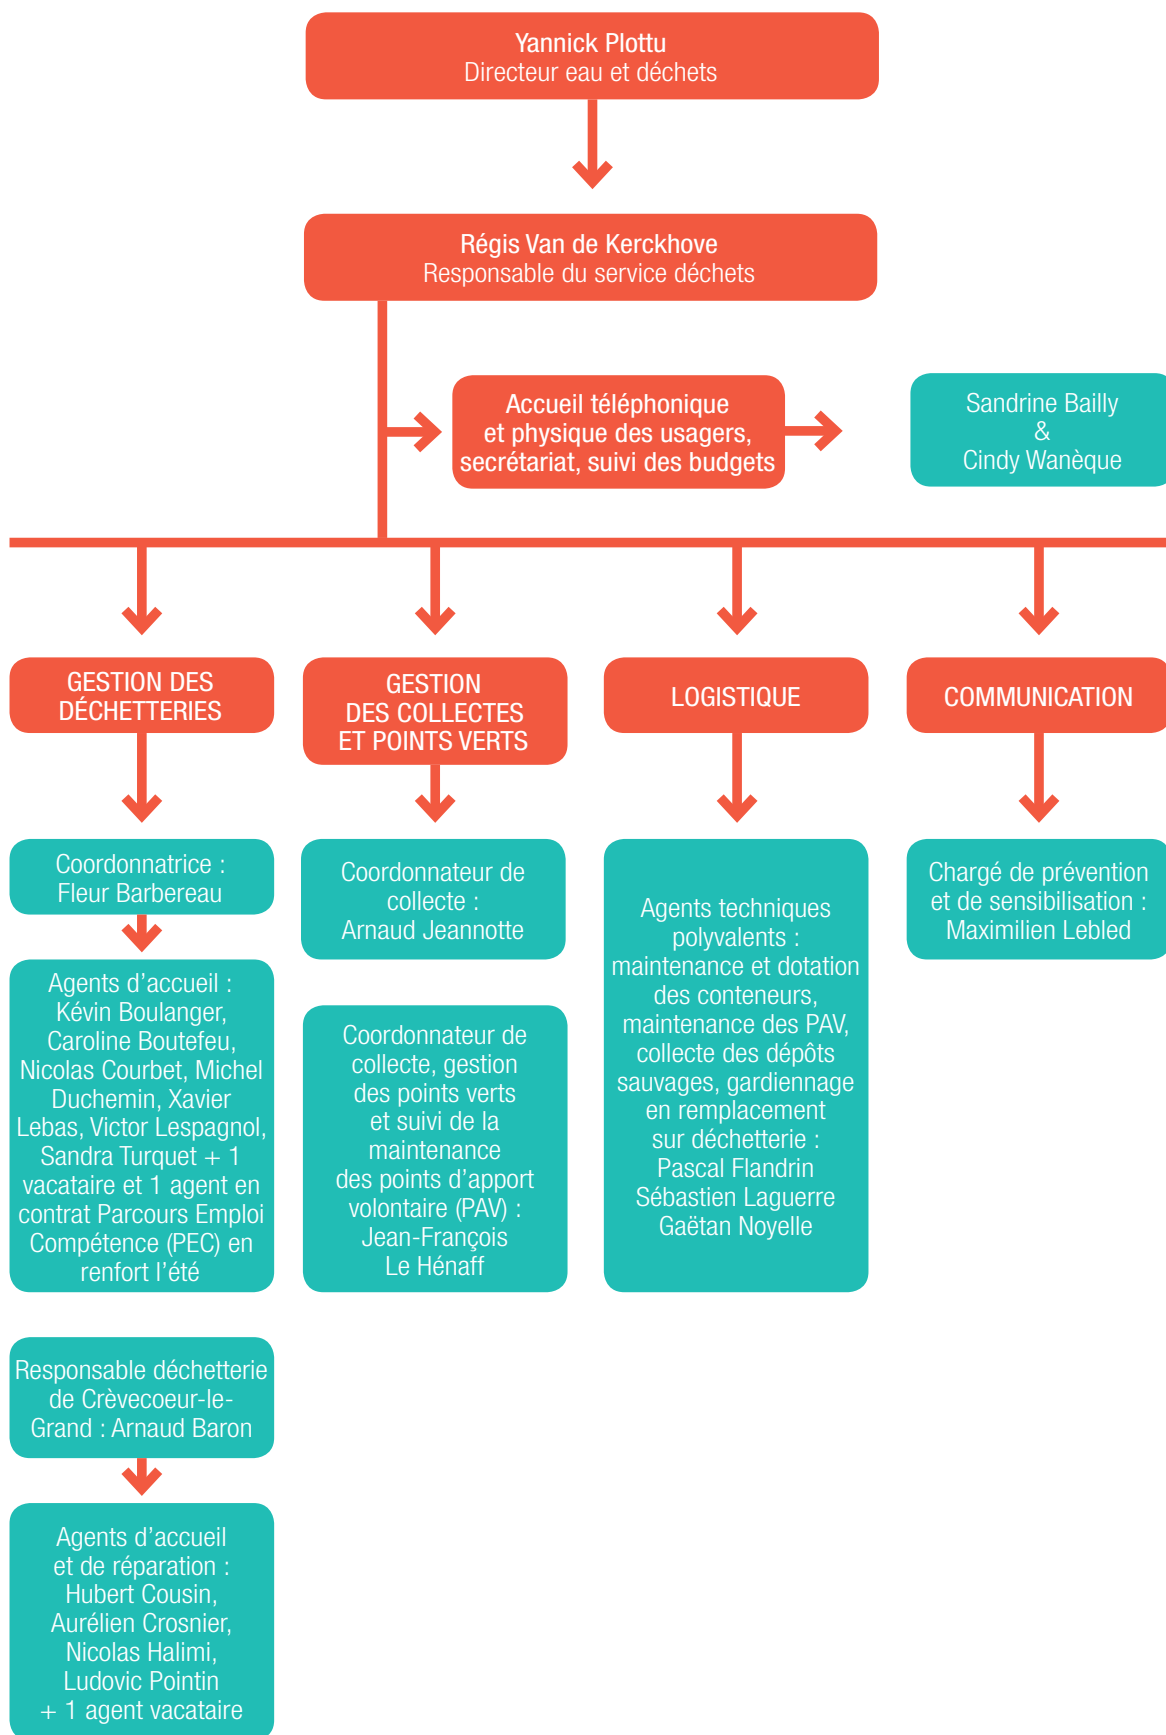 Yannick Plottu
Directeur eau et déchets
Régis Van de Kerckhove
Responsable du service déchets
Accueil téléphonique
et physique des usagers,
secrétariat, suivi des budgets
Sandrine Bailly
&
Cindy Wanèque
GESTION DES
DÉCHETTERIES
GESTION
DES COLLECTES
ET POINTS VERTS
LOGISTIQUE
COMMUNICATION
Coordonnatrice :
Fleur Barbereau
Agents d’accueil :
Kévin Boulanger,
Caroline Boutefeu,
Nicolas Courbet, Michel
Duchemin, Xavier
Lebas, Victor Lespagnol,
Sandra Turquet + 1
vacataire et 1 agent en
contrat Parcours Emploi
Compétence (PEC) en
renfort l’été
Responsable déchetterie
de Crèvecoeur-le-
Grand : Arnaud Baron
Agents d’accueil
et de réparation :
Hubert Cousin,
Aurélien Crosnier,
Nicolas Halimi,
Ludovic Pointin
+ 1 agent vacataire
Coordonnateur de
collecte :
Arnaud Jeannotte
Coordonnateur de
collecte, gestion
des points verts
et suivi de la
maintenance
des points d’apport
volontaire (PAV) :
Jean-François
Le Hénaff
Agents techniques
polyvalents :
maintenance et dotation
des conteneurs,
maintenance des PAV,
collecte des dépôts
sauvages, gardiennage
en remplacement
sur déchetterie :
Pascal Flandrin
Sébastien Laguerre
Gaëtan Noyelle
Chargé de prévention
et de sensibilisation :
Maximilien Lebled